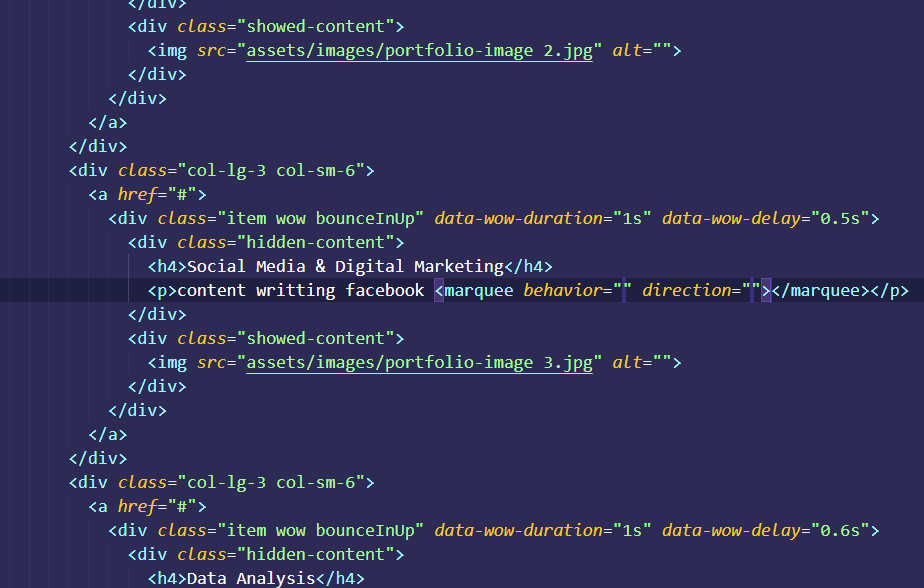 </div>
<div class="showed-content">
<img src="assets/images/portfolio-image 2.jpg" alt="">
</div>
</div>
</a>
</div>
<div class="col-lg-3 col-sm-6">
<a href="#">
<div class="item wow bounceInUp" data-wow-duration="1s" data-wow-delay="0.5s">
<div class="hidden-content">
<h4>Social Media & Digital Marketing</h4>
<p>content writting facebook <marquee behavior="" direction=""></marquee></p>
</div>
<div class="showed-content">
<img src="assets/images/portfolio-image 3.jpg" alt="">
</div>
</div>
</a>
</div>
<div class="col-lg-3 col-sm-6">
<a href="#">
<div class="item wow bounceInUp" data-wow-duration="1s" data-wow-delay="0.6s">
<div class="hidden-content">
<h4>Data Analysis</h4>